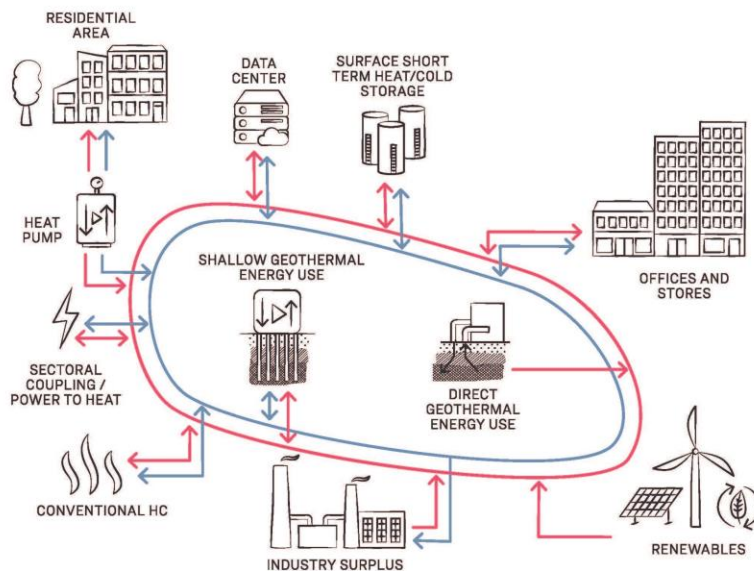 RESIDENTIAL
AREA
DATA
CENTER
SURFACE SHORT
TERM HEAT/COLD
STORAGE
HEAT
PUMP
SHALLOW GEOTHERMAL
ENERGY USE
OFFICES AND
STORES
SECTORAL
COUPLING /
POWER TO HEAT
DIRECT
GEOTHERMAL
ENERGY USE
CONVENTIONAL HC
INDUSTRY SURPLUS
RENEWABLES